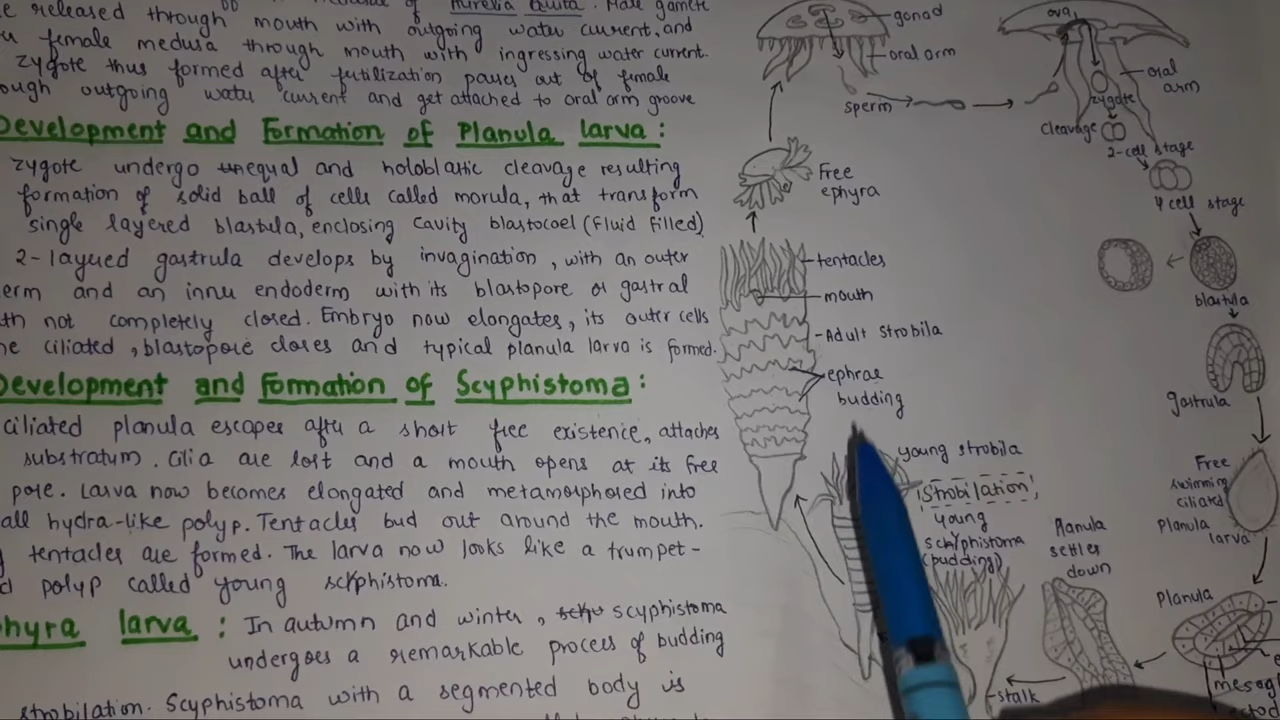 e released through mouth with outgoing water current, and
female medusa through mouth with ingressing water current.
zygote thus formed after fertilization passes out of female
ough outgoing water current and get attached to oral arm groove
Development and Formation of Planula larva:
zygote undergo unequal and holoblatic cleavage resulting
formation of solid ball of cells called morula, that transform
single layered blastula, enclosing cavity blastocoel (fluid filled)
2-layered gastrula develops by invagination, with an outer
erm and an inner endoderm with its blastopore or gastral
th not completely closed. Embryo now elongates, its outer cells
e ciliated, blastopore closes and typical planula larva is formed.
Development and Formation of Scyphistoma:
ciliated planula escapes after a short free existence, attaches
substratum. Cilia are lost and a mouth opens at its free
pore. Larva now becomes elongated and metamorphosed into
all hydra-like polyp. Tentacles bud out around the mouth.
tentacles are formed. The larva now looks like a trumpet-
d polyp called young scyphistoma.
hyra larva : In autumn and winter, scyphistoma
undergoes a remarkable process of budding
strobilation. Scyphistoma with a segmented body is
gonad
oral arm
sperm
ova
oral
arm
zygote
cleavage
2-cell stage
4 cell stage
blastula
gastrula
Free
swimming
ciliated
Planula
larva
Planula
mesog
ectod
Planula
settles
down
stalk
young
scyphistoma
(budding)
Strobilation
young strobila
ephrae
budding
Adult Strobila
mouth
tentacles
Free
ephyra